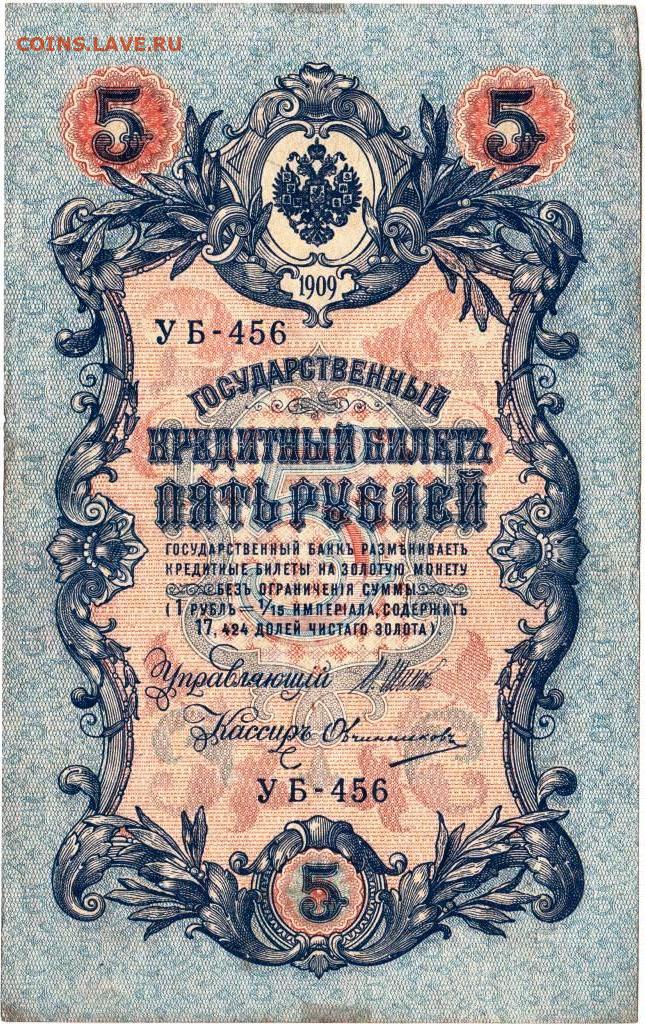 COINS.LAVE.RU
5
5
1909
УБ-456
ГОСУДАРСТВЕННЫЙ
КРЕДИТНЫЙ БИЛЕТЪ
ПЯТЬ РУБЛЕЙ
ГОСУДАРСТВЕННЫЙ БАНКЪ РАЗМѢНИВАЕТЪ
КРЕДИТНЫЕ БИЛЕТЫ НА ЗОЛОТУЮ МОНЕТУ
БЕЗЪ ОГРАНИЧЕНІЯ СУММЫ
(1 РУБЛЬ = 1/15 ИМПЕРІАЛА, СОДЕРЖИТЪ
17,424 ДОЛЕЙ ЧИСТАГО ЗОЛОТА).
Управляющій
Кассиръ Овчинниковъ
УБ-456
5